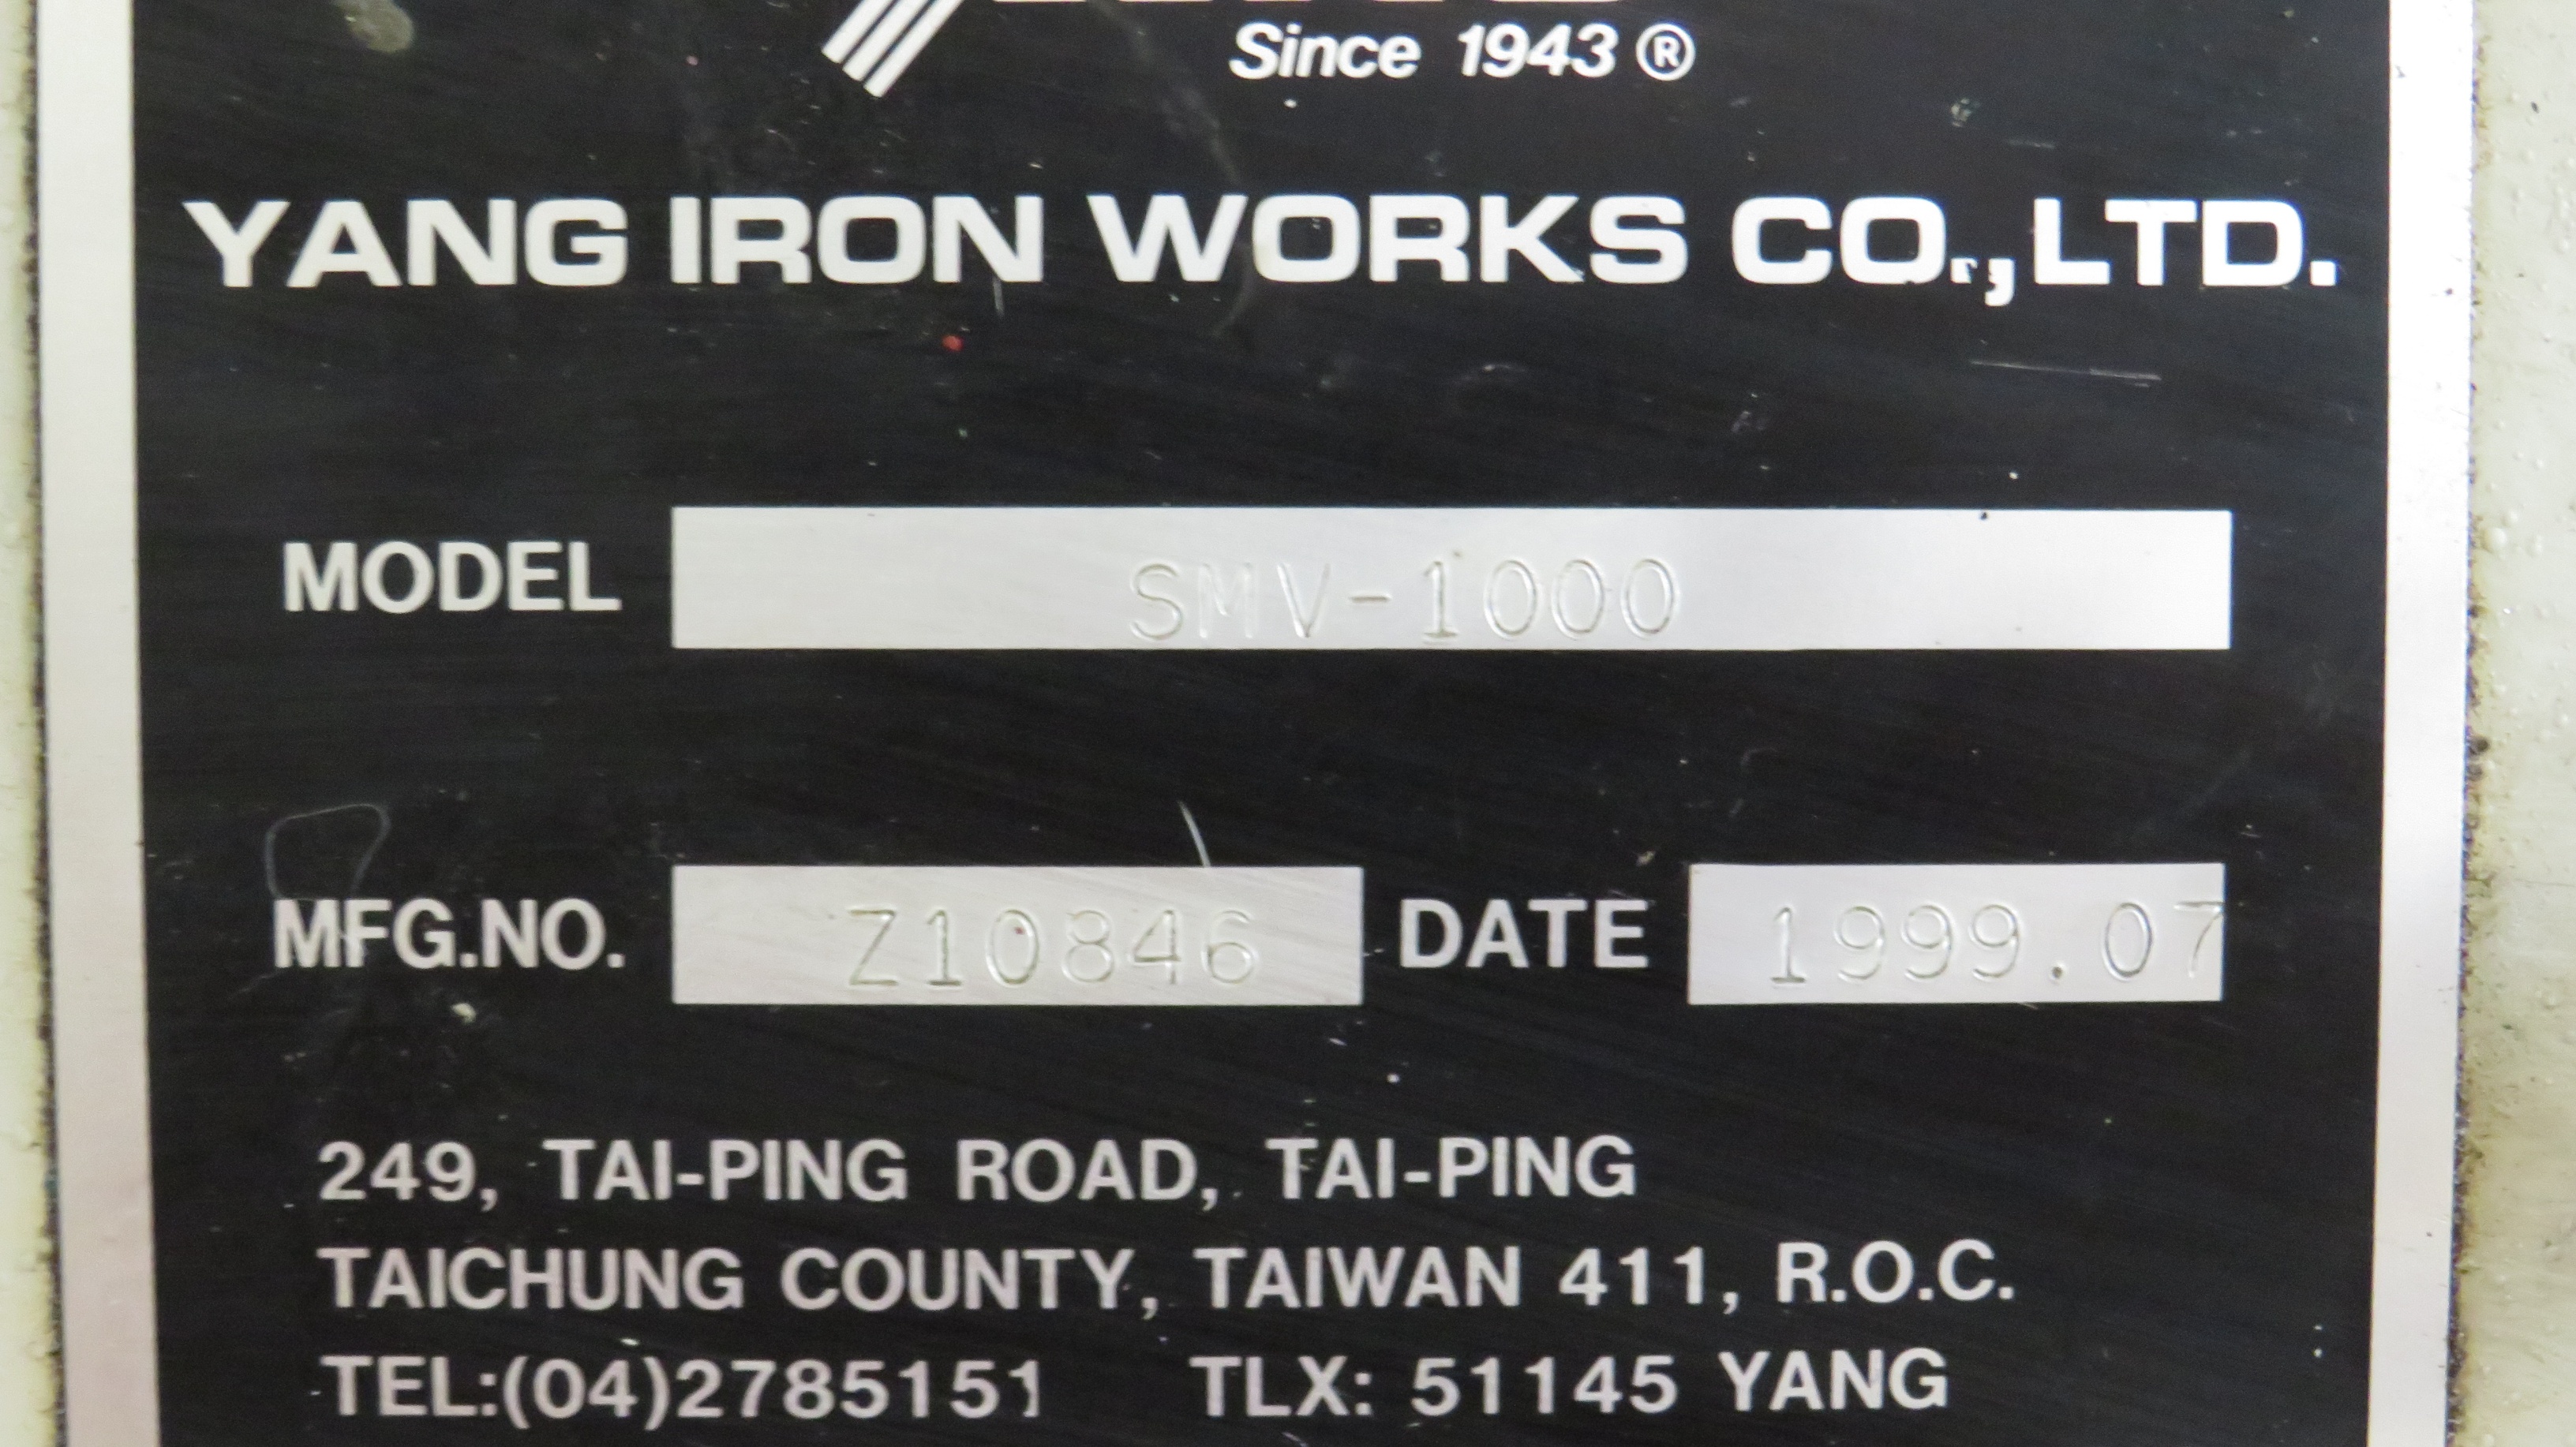 Since 1943 ®
YANG IRON WORKS CO.,LTD.
MODEL SMV-1000
MFG.NO. Z10846 DATE 1999.07
249, TAI-PING ROAD, TAI-PING
TAICHUNG COUNTY, TAIWAN 411, R.O.C.
TEL:(04)2785151 TLX: 51145 YANG